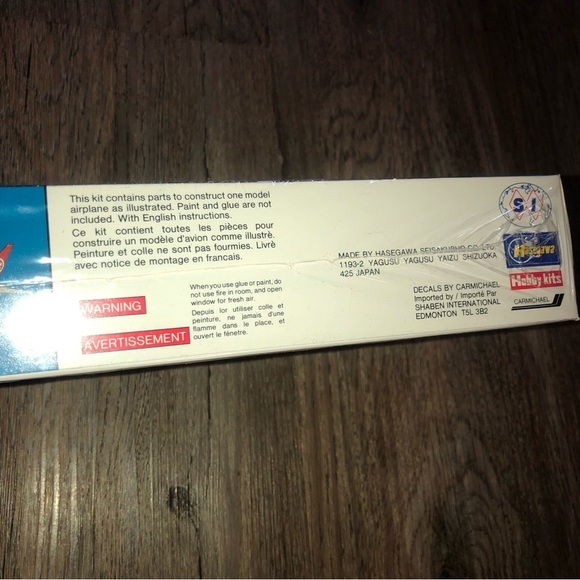 This kit contains parts to construct one model
airplane as illustrated. Paint and glue are not
included. With English instructions.
Ce kit contient toutes les pièces pour
construire un modèle d'avion comme illustrè.
Peinture et colle ne sont pas fournies. Livrè
avec notice de montage en francais.
WARNING
AVERTISSEMENT
When you use glue or paint, do
not use fire in room, and open
window for fresh air.
Depuis lor utiliser colle et
peinture, ne jamais d'une
flamme dans le place, et
ouvert le fênetre.
MADE BY HASEGAWA SEISAKUSHO CO. LTD.
1193-2 YAGUSU YAGUSU YAIZU SHIZUOKA
425 JAPAN
DECALS BY CARMICHAEL
Imported by / Importé Par
SHABEN INTERNATIONAL
EDMONTON T5L 3B2
S I
Hasegawa
Hobby kits
CARMICHAEL